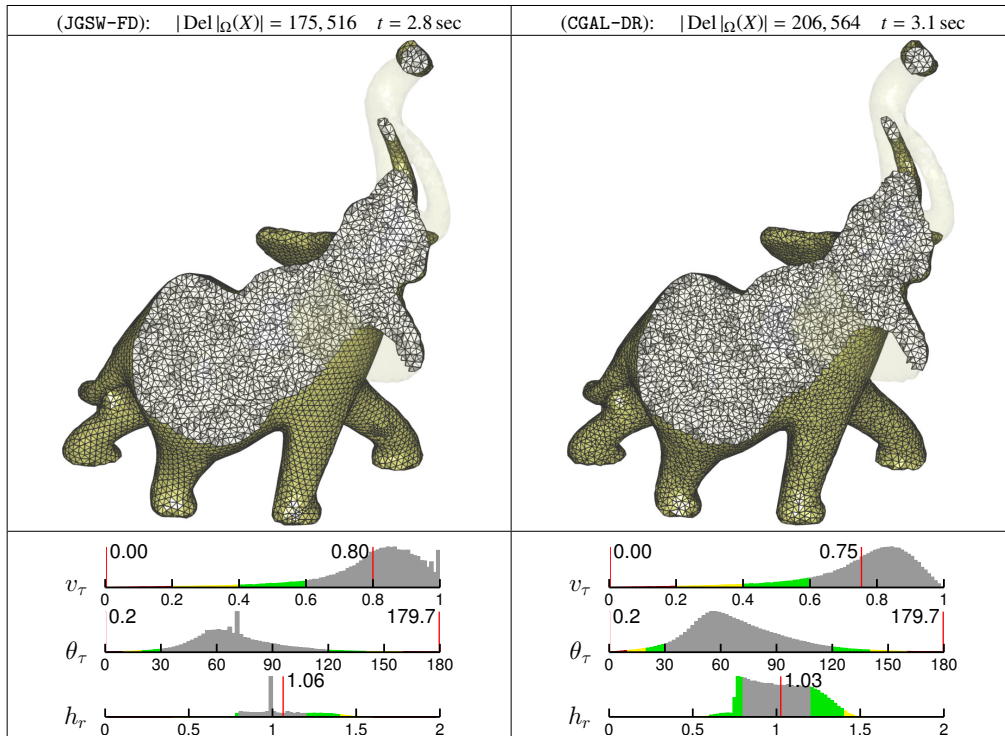 (JGSW-FD): |Del|Ω(X)| = 175,516 t = 2.8 sec
(CGAL-DR): |Del|Ω(X)| = 206,564 t = 3.1 sec
0.00 0.80
vτ
0 0.2 0.4 0.6 0.8 1
0.2 179.7
θτ
0 30 60 90 120 150 180
1.06
hr
0 0.5 1 1.5 2
0.00 0.75
vτ
0 0.2 0.4 0.6 0.8 1
0.2 179.7
θτ
0 30 60 90 120 150 180
1.03
hr
0 0.5 1 1.5 2